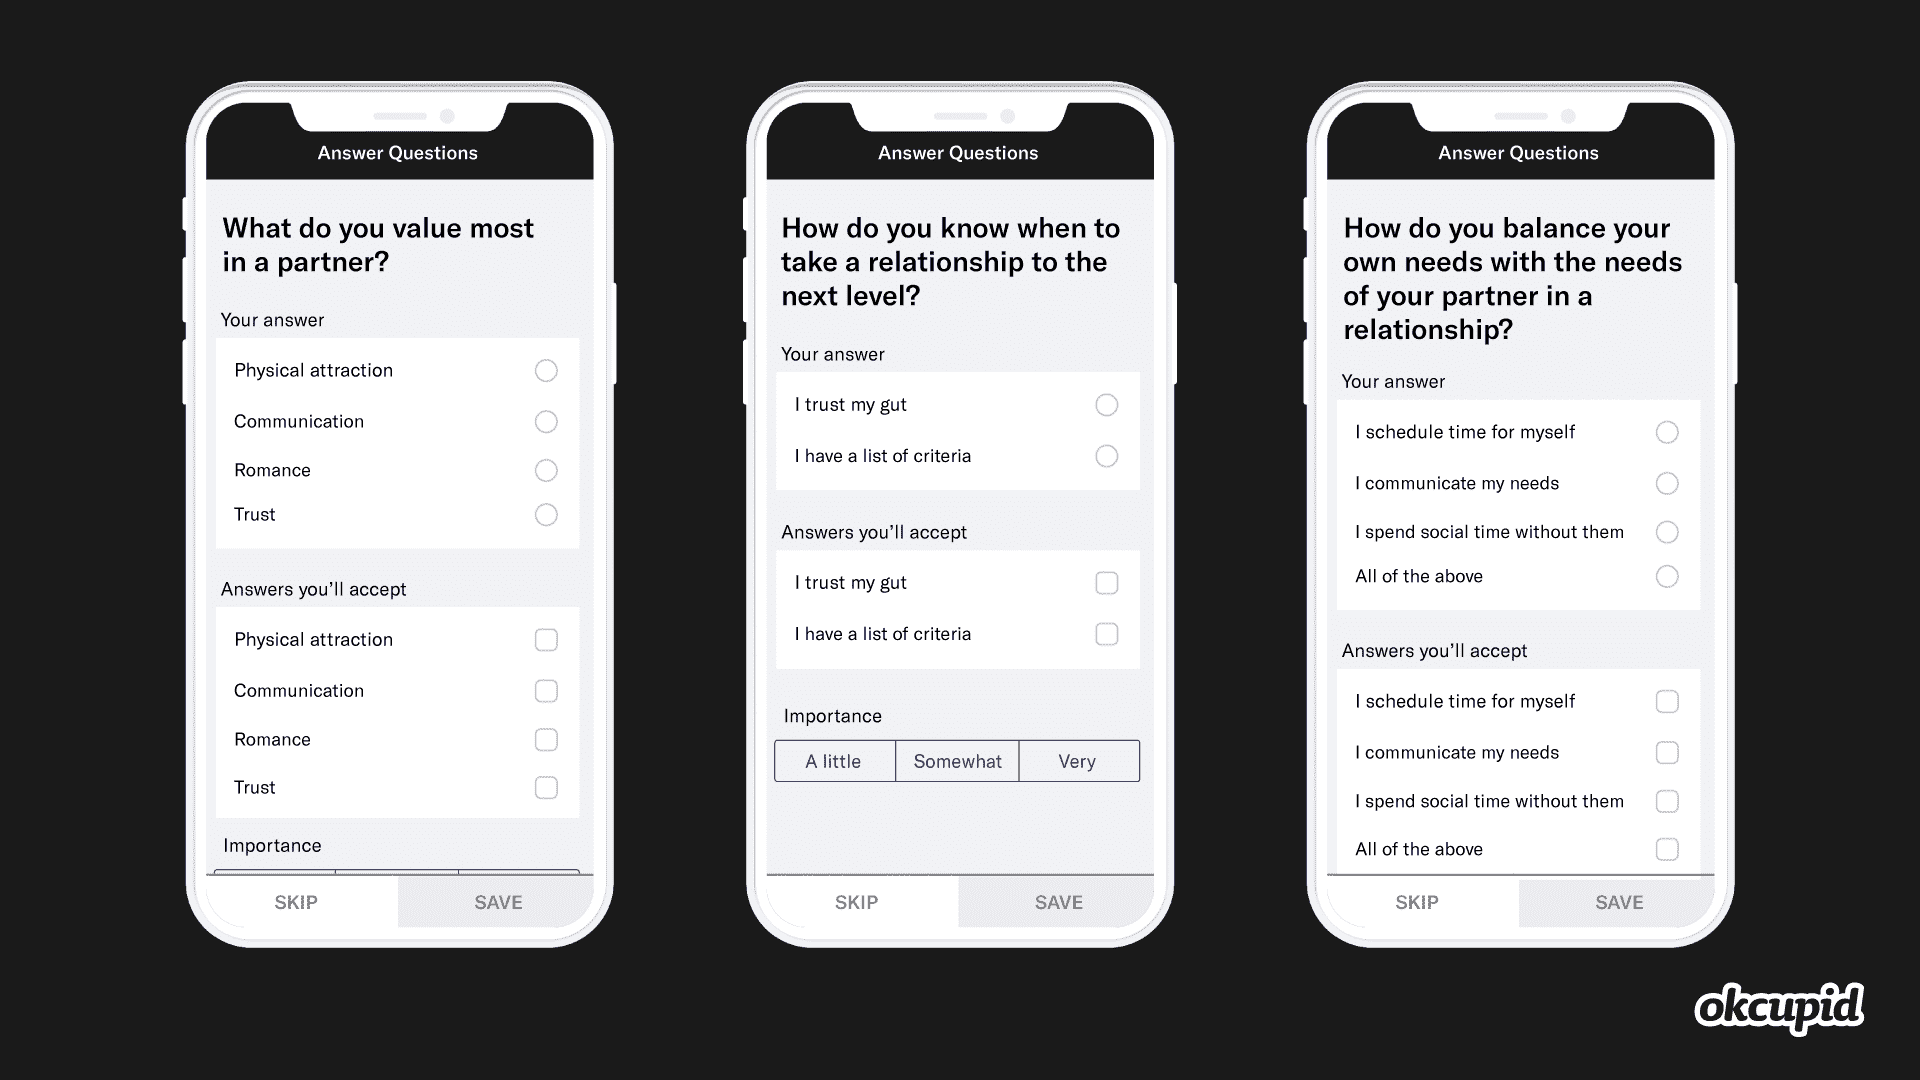 Answer Questions
What do you value most
in a partner?
Your answer
Physical attraction
Communication
Romance
Trust
Answers you’ll accept
Physical attraction
Communication
Romance
Trust
Importance
SKIP
SAVE
Answer Questions
How do you know when to
take a relationship to the
next level?
Your answer
I trust my gut
I have a list of criteria
Answers you’ll accept
I trust my gut
I have a list of criteria
Importance
A little
Somewhat
Very
SKIP
SAVE
Answer Questions
How do you balance your
own needs with the needs
of your partner in a
relationship?
Your answer
I schedule time for myself
I communicate my needs
I spend social time without them
All of the above
Answers you’ll accept
I schedule time for myself
I communicate my needs
I spend social time without them
All of the above
SKIP
SAVE
okcupid